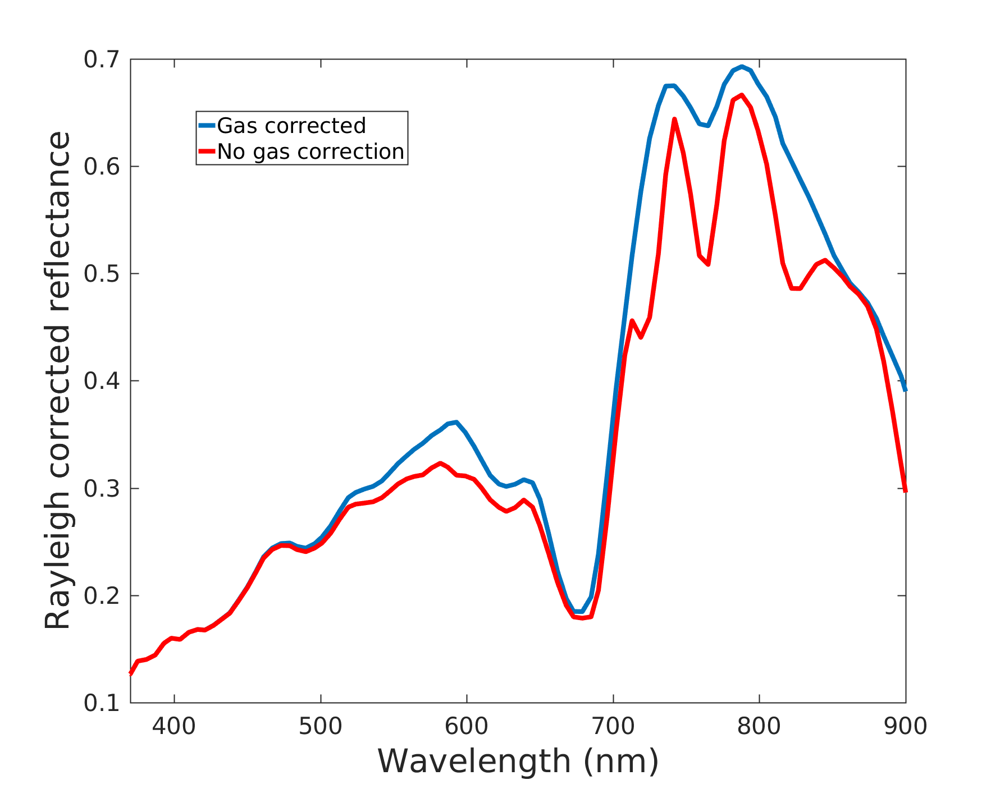 0.7
0.6
0.5
0.4
0.3
0.2
0.1
Rayleigh corrected reflectance
Gas corrected
No gas correction
400 500 600 700 800 900
Wavelength (nm)